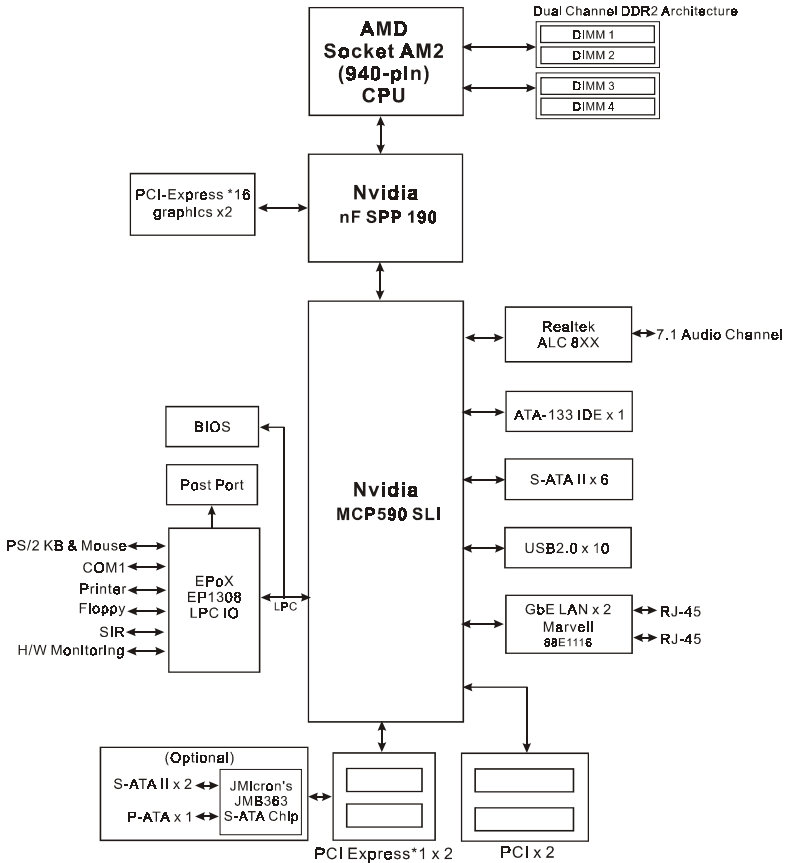 Dual Channel DDR2 Architecture
AMD
Socket AM2
(940-pin)
CPU
DIMM 1
DIMM 2
DIMM 3
DIMM 4
PCI-Express *16
graphics x2
Nvidia
nF SPP 190
Realtek
ALC 8XX
7.1 Audio Channel
ATA-133 IDE x 1
BIOS
Post Port
Nvidia
MCP590 SLI
S-ATA II x 6
USB2.0 x 10
PS/2 KB & Mouse
COM1
Printer
Floppy
SIR
H/W Monitoring
EPoX
EP1308
LPC IO
LPC
GbE LAN x 2
Marvell
88E1116
RJ-45
RJ-45
(Optional)
S-ATA II x 2
P-ATA x 1
JMicron's
JMB363
S-ATA Chip
PCI Express*1 x 2
PCI x 2